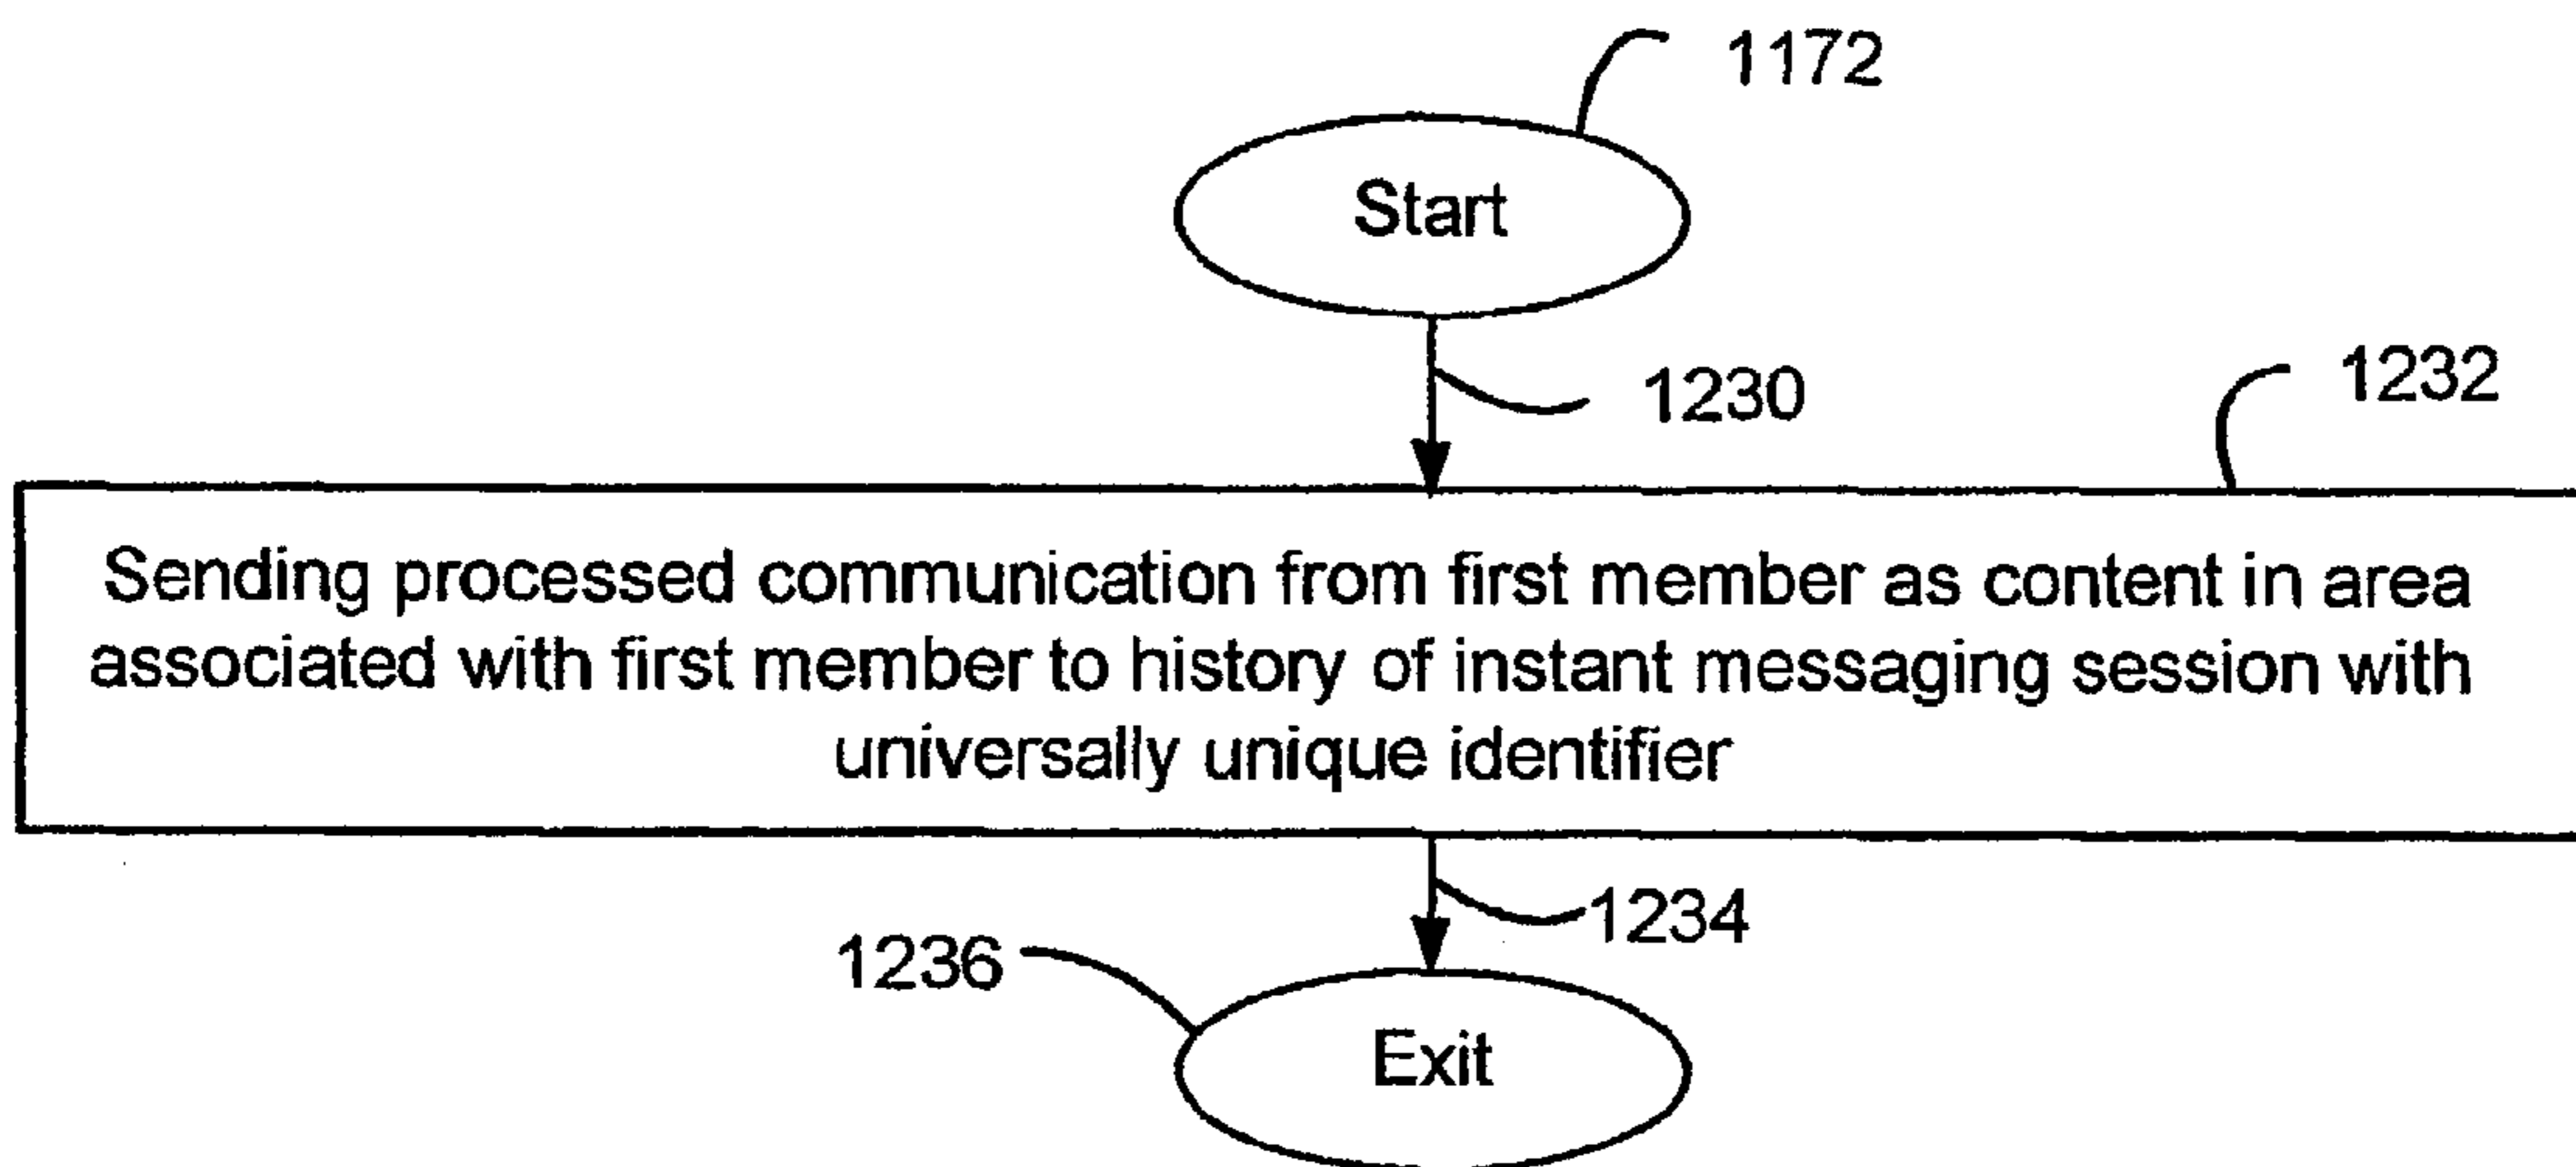 1172
Start
1230
1232
Sending processed communication from first member as content in area
associated with first member to history of instant messaging session with
universally unique identifier
1234
1236
Exit